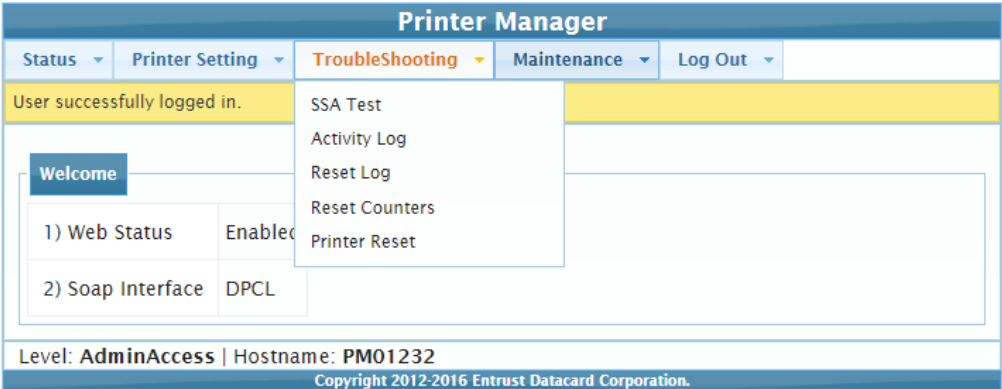 Printer Manager
Status Printer Setting TroubleShooting Maintenance Log Out
User successfully logged in.
SSA Test
Activity Log
Reset Log
Reset Counters
Printer Reset
Welcome
1) Web Status Enabled
2) Soap Interface DPCL
Level: AdminAccess | Hostname: PM01232
Copyright 2012-2016 Entrust Datacard Corporation.